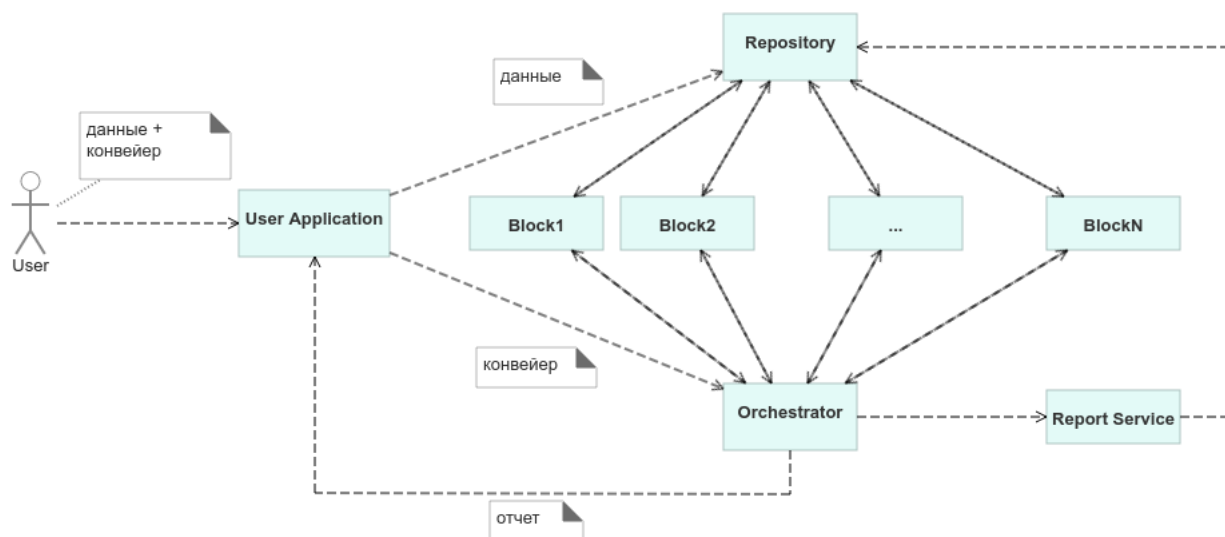 Repository
данные
данные +
конвейер
User Application
Block1
Block2
...
BlockN
User
конвейер
Orchestrator
Report Service
отчет